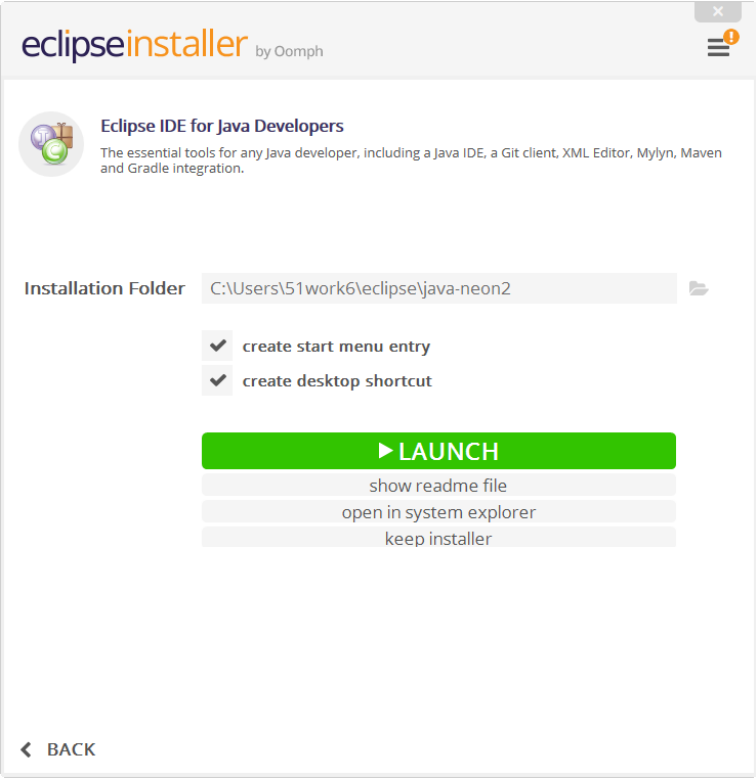 eclipseinstaller by Oomph
Eclipse IDE for Java Developers
The essential tools for any Java developer, including a Java IDE, a Git client, XML Editor, Mylyn, Maven
and Gradle integration.
Installation Folder C:\Users\51work6\eclipse\java-neon2
create start menu entry
create desktop shortcut
LAUNCH
show readme file
open in system explorer
keep installer
BACK